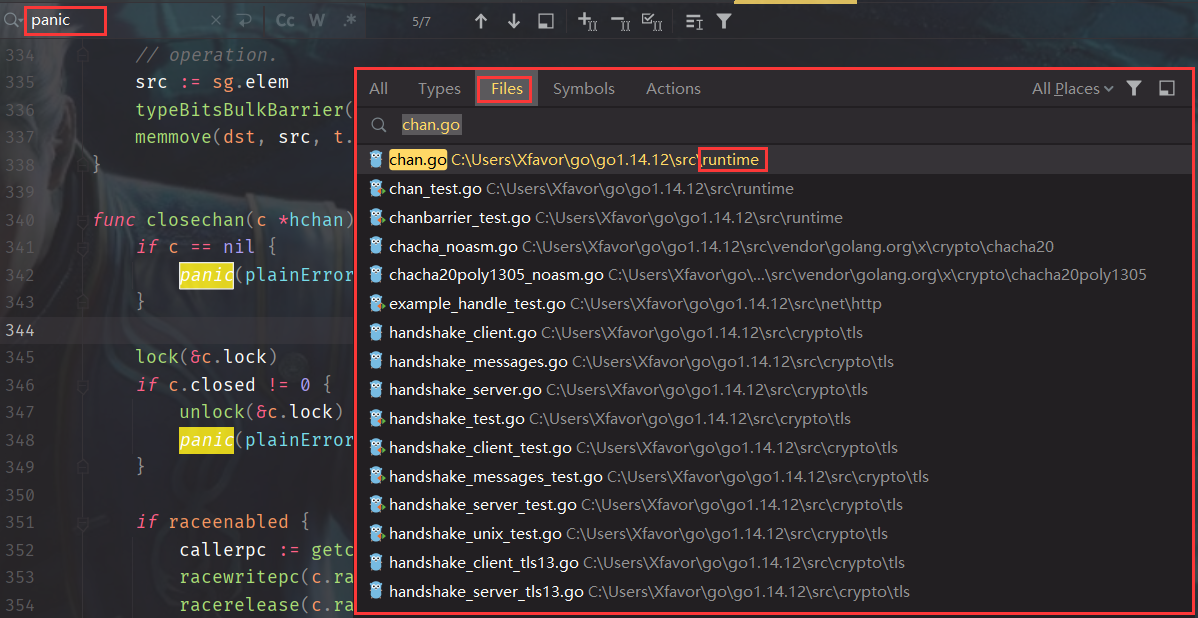 panic
Cc W .*
5/7
334 // operation.
335 src := sg.elem
336 typeBitsBulkBarrier(
337 memmove(dst, src, t.
338 }
339
340 func closechan(c *hchan)
341 if c == nil {
342 panic(plainError
343 }
344
345 lock(&c.lock)
346 if c.closed != 0 {
347 unlock(&c.lock)
348 panic(plainError
349 }
350
351 if raceenabled {
352 callerpc := getc
353 racewritepc(c.ra
354 racerelease(c.ra
All Types Files Symbols Actions All Places
chan.go
chan.go C:\Users\Xfavor\go\go1.14.12\src\runtime
chan_test.go C:\Users\Xfavor\go\go1.14.12\src\runtime
chanbarrier_test.go C:\Users\Xfavor\go\go1.14.12\src\runtime
chacha_noasm.go C:\Users\Xfavor\go\go1.14.12\src\vendor\golang.org\x\crypto\chacha20
chacha20poly1305_noasm.go C:\Users\Xfavor\go\...\src\vendor\golang.org\x\crypto\chacha20poly1305
example_handle_test.go C:\Users\Xfavor\go\go1.14.12\src\net\http
handshake_client.go C:\Users\Xfavor\go\go1.14.12\src\crypto\tls
handshake_messages.go C:\Users\Xfavor\go\go1.14.12\src\crypto\tls
handshake_server.go C:\Users\Xfavor\go\go1.14.12\src\crypto\tls
handshake_test.go C:\Users\Xfavor\go\go1.14.12\src\crypto\tls
handshake_client_test.go C:\Users\Xfavor\go\go1.14.12\src\crypto\tls
handshake_messages_test.go C:\Users\Xfavor\go\go1.14.12\src\crypto\tls
handshake_server_test.go C:\Users\Xfavor\go\go1.14.12\src\crypto\tls
handshake_unix_test.go C:\Users\Xfavor\go\go1.14.12\src\crypto\tls
handshake_client_tls13.go C:\Users\Xfavor\go\go1.14.12\src\crypto\tls
handshake_server_tls13.go C:\Users\Xfavor\go\go1.14.12\src\crypto\tls